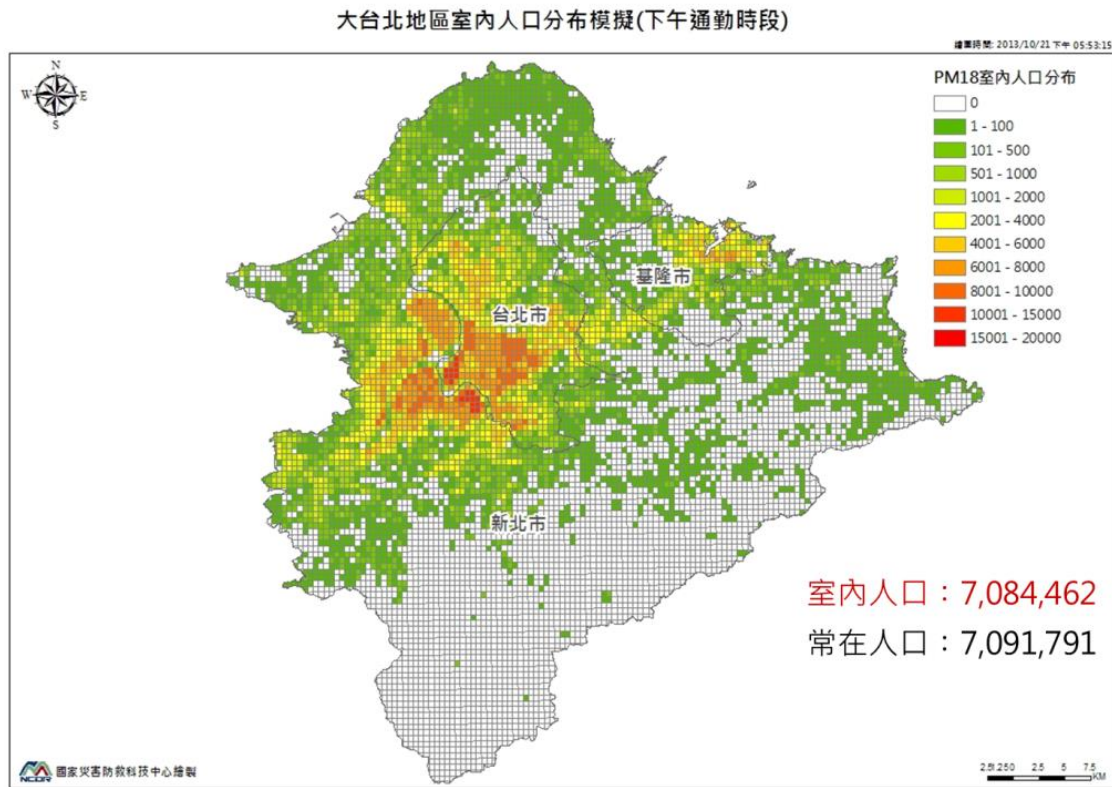 大台北地區室內人口分布模擬(下午通勤時段)
繪圖時間: 2013/10/21 下午 05:53:15
N
W E
S
PM18室內人口分布
0
1 - 100
101 - 500
501 - 1000
1001 - 2000
2001 - 4000
4001 - 6000
6001 - 8000
8001 - 10000
10001 - 15000
15001 - 20000
基隆市
台北市
新北市
室內人口：7,084,462
常在人口：7,091,791
NCDR 國家災害防救科技中心繪製
2.5 5 7.5
KM